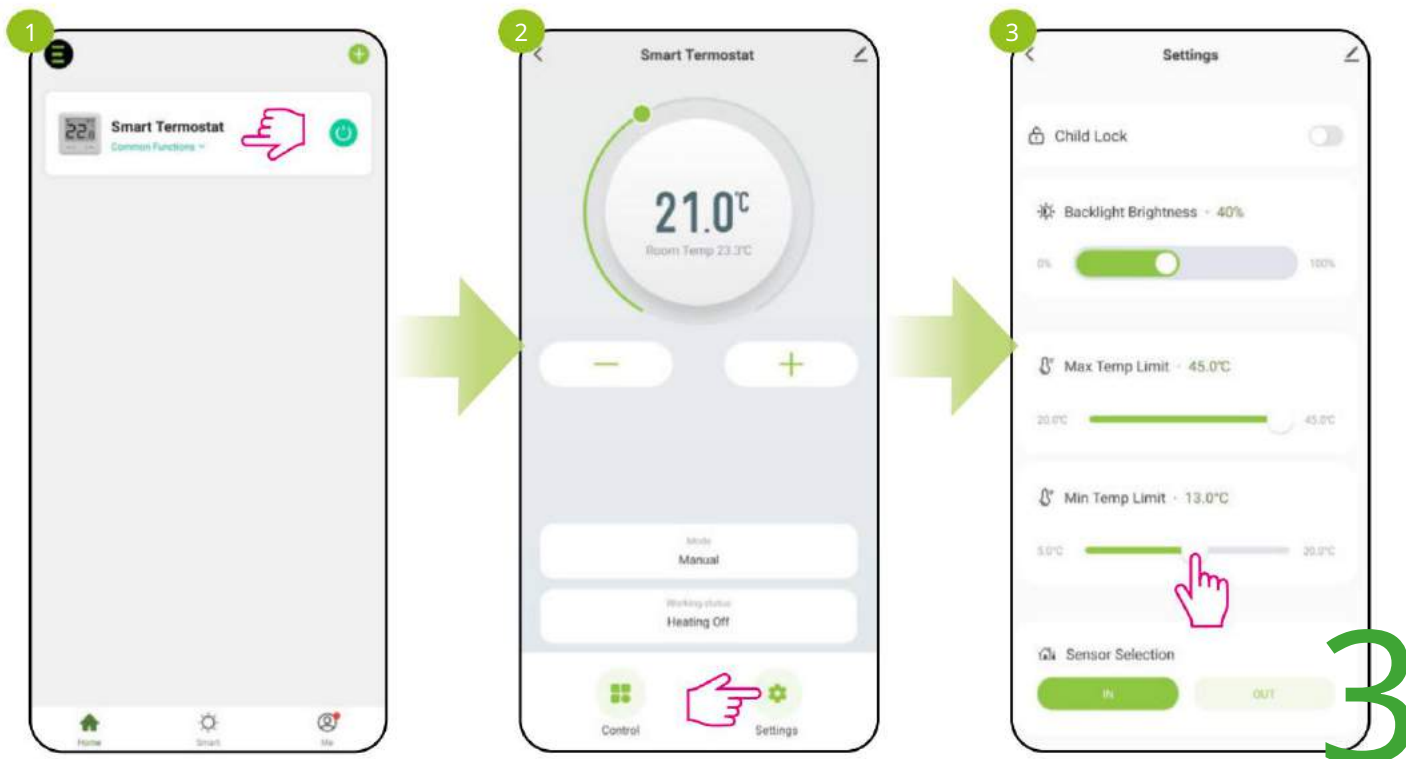 1
Smart Termostat
Common Functions
Home
Smart
Me
2
Smart Termostat
21.0℃
Room Temp 23.3℃
Mode
Manual
Working status
Heating Off
Control
Settings
3
Settings
Child Lock
Backlight Brightness · 40%
0%
100%
Max Temp Limit · 45.0℃
20.0℃
45.0℃
Min Temp Limit · 13.0℃
5.0℃
20.0℃
Sensor Selection
IN
OUT
3